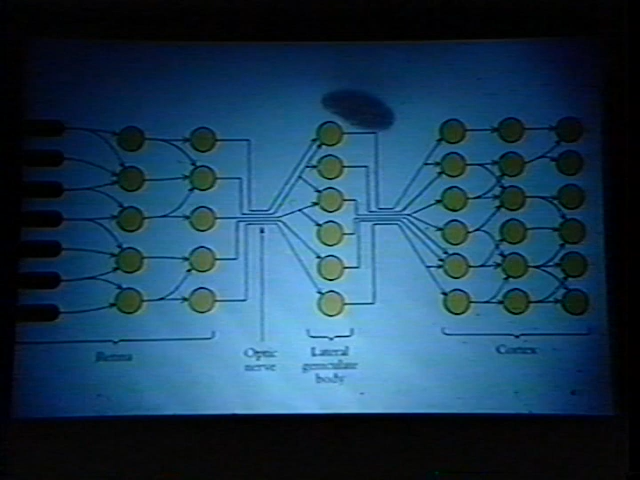 Retina
Optic
nerve
Lateral
geniculate
body
Cortex